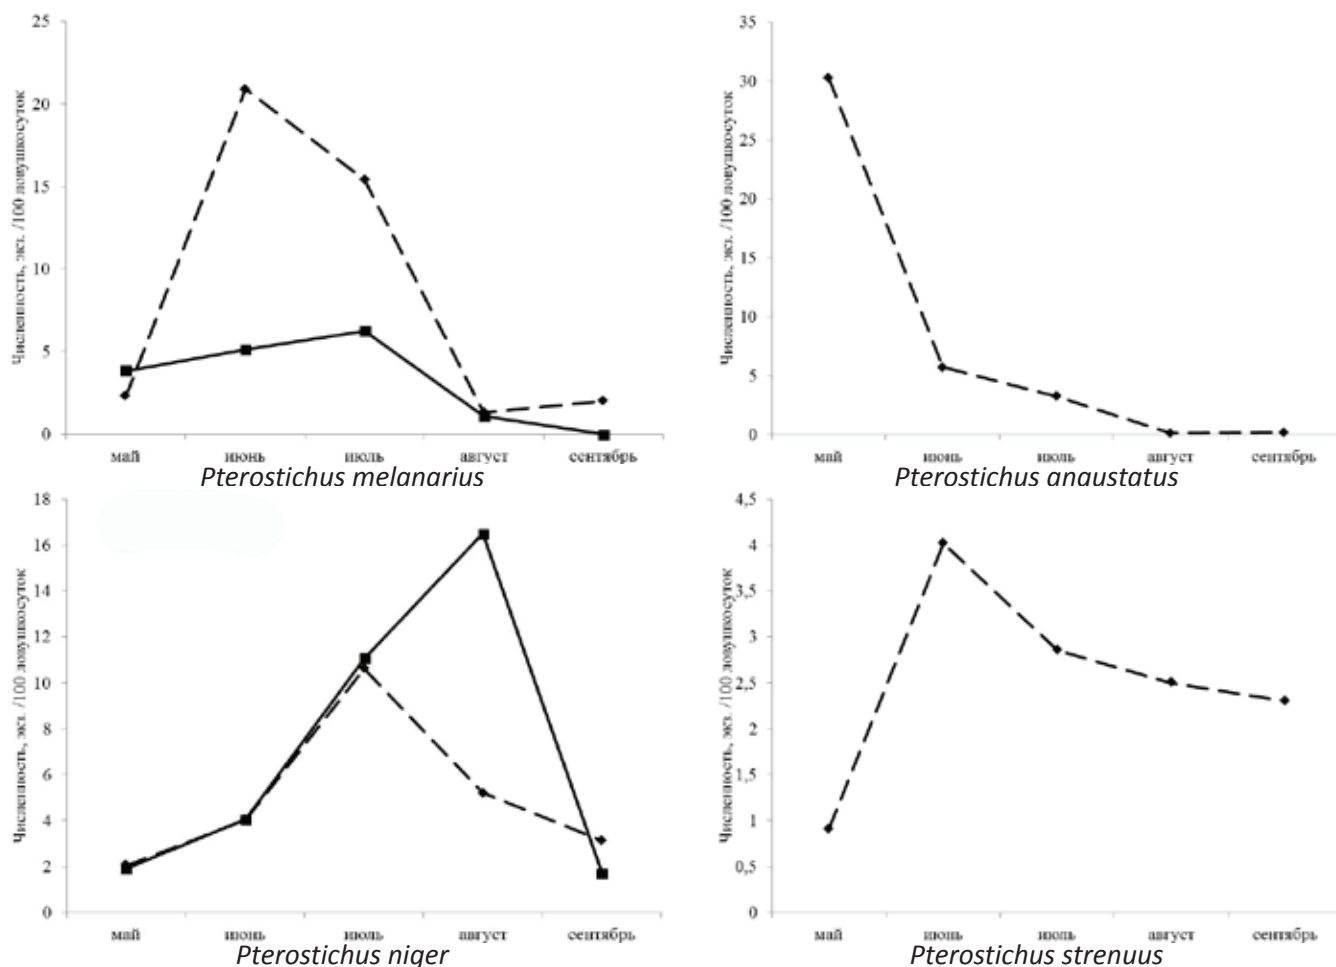 25
20
15
10
5
0
Численность, экз. /100 ловушкосуток
май июнь июль август сентябрь
Pterostichus melanarius
35
30
25
20
15
10
5
0
Численность, экз. /100 ловушкосуток
май июнь июль август сентябрь
Pterostichus anaustatus
18
16
14
12
10
8
6
4
2
0
Численность, экз. /100 ловушкосуток
май июнь июль август сентябрь
Pterostichus niger
4,5
4
3,5
3
2,5
2
1,5
1
0,5
0
Численность, экз. /100 ловушкосуток
май июнь июль август сентябрь
Pterostichus strenuus